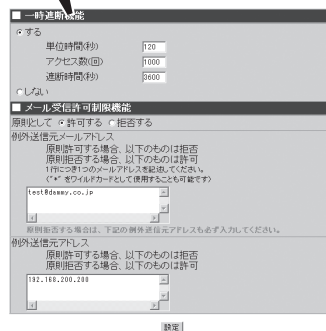 ■ 一時遮断機能
する
単位時間(秒) 120
アクセス数(回) 1000
遮断時間(秒) 3600
しない
■ メール受信許可制限機能
原則として 許可する 拒否する
例外送信元メールアドレス
原則許可する場合、以下のものは拒否
原則拒否する場合、以下のものは許可
1行につき1つのメールアドレスを記述してください。
("*" をワイルドカードとして使用することも可能です)
test@dammy.co.jp
原則拒否する場合は、下記の例外送信元アドレスも必ず入力してください。
例外送信元アドレス
原則許可する場合、以下のものは拒否
原則拒否する場合、以下のものは許可
192.168.200.200
設定